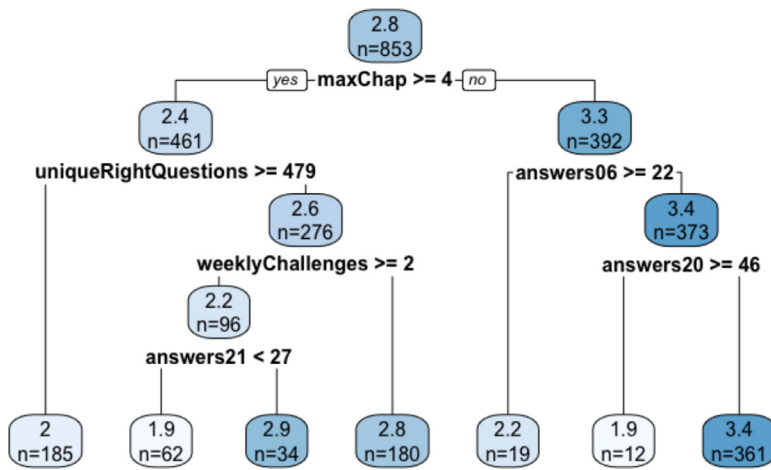 2.8
n=853
yes maxChap >= 4 no
2.4
n=461
3.3
n=392
uniqueRightQuestions >= 479
answers06 >= 22
2.6
n=276
3.4
n=373
weeklyChallenges >= 2
answers20 >= 46
2.2
n=96
answers21 < 27
2
n=185
1.9
n=62
2.9
n=34
2.8
n=180
2.2
n=19
1.9
n=12
3.4
n=361